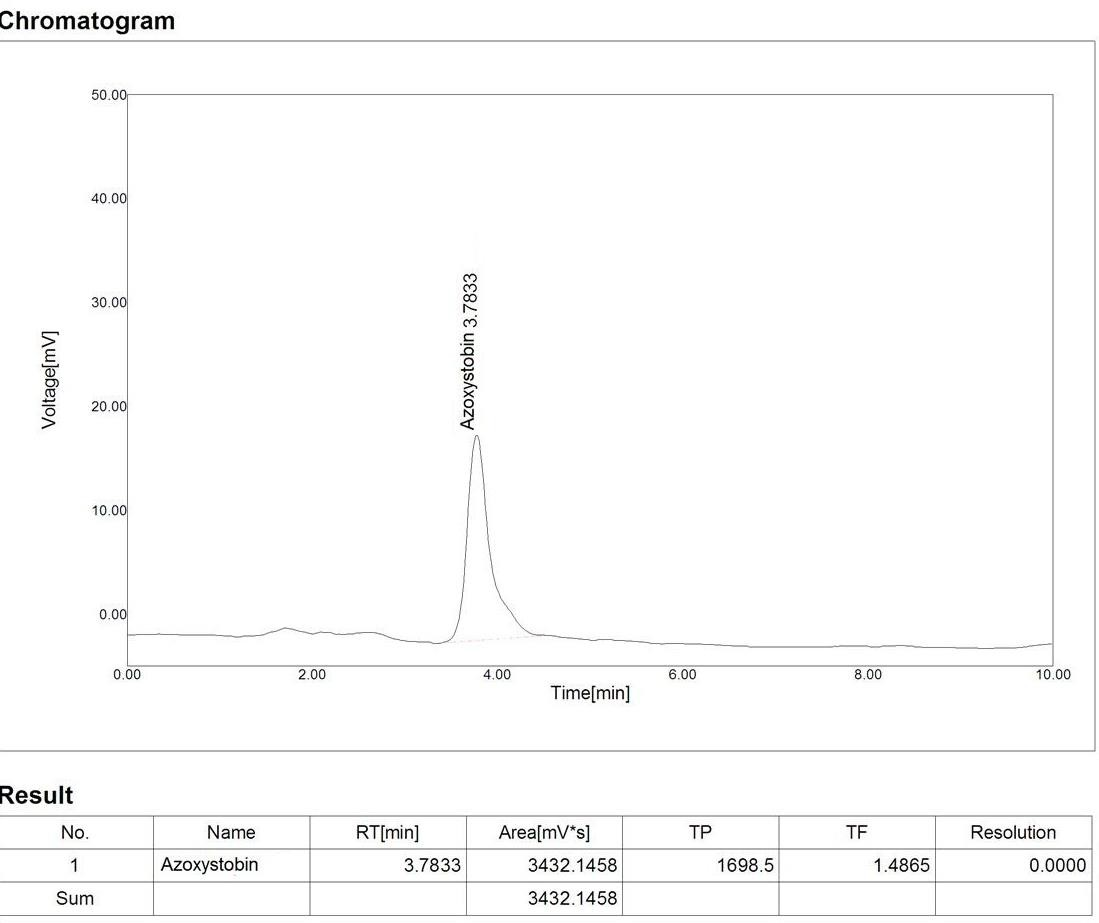 Chromatogram
50.00
40.00
30.00
20.00
10.00
0.00
Voltage[mV]
Azoxystobin 3.7833
0.00 2.00 4.00 6.00 8.00 10.00
Time[min]
Result
No. Name RT[min] Area[mV*s] TP TF Resolution
1 Azoxystobin 3.7833 3432.1458 1698.5 1.4865 0.0000
Sum 3432.1458